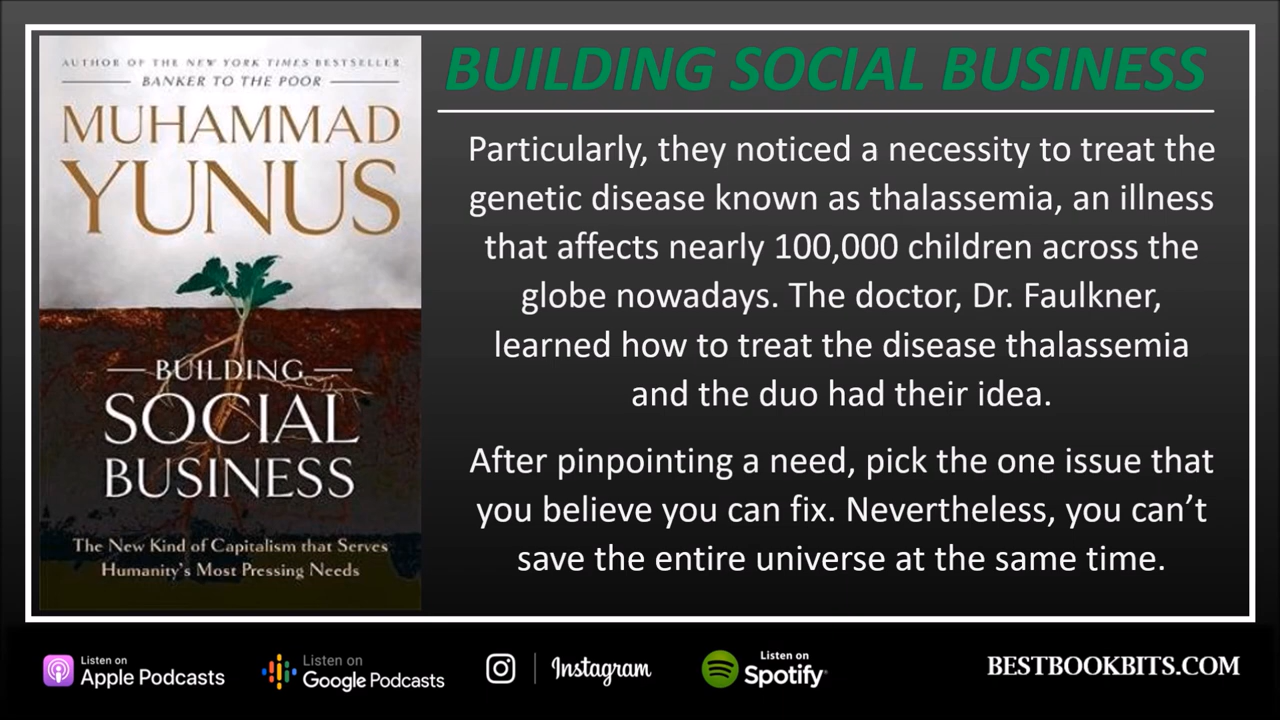 AUTHOR OF THE NEW YORK TIMES BESTSELLER
BANKER TO THE POOR
MUHAMMAD
YUNUS
BUILDING
SOCIAL
BUSINESS
The New Kind of Capitalism that Serves
Humanity's Most Pressing Needs
BUILDING SOCIAL BUSINESS
Particularly, they noticed a necessity to treat the
genetic disease known as thalassemia, an illness
that affects nearly 100,000 children across the
globe nowadays. The doctor, Dr. Faulkner,
learned how to treat the disease thalassemia
and the duo had their idea.
After pinpointing a need, pick the one issue that
you believe you can fix. Nevertheless, you can’t
save the entire universe at the same time.
Listen on
Apple Podcasts
Listen on
Google Podcasts
Instagram
Listen on
Spotify
BESTBOOKBITS.COM